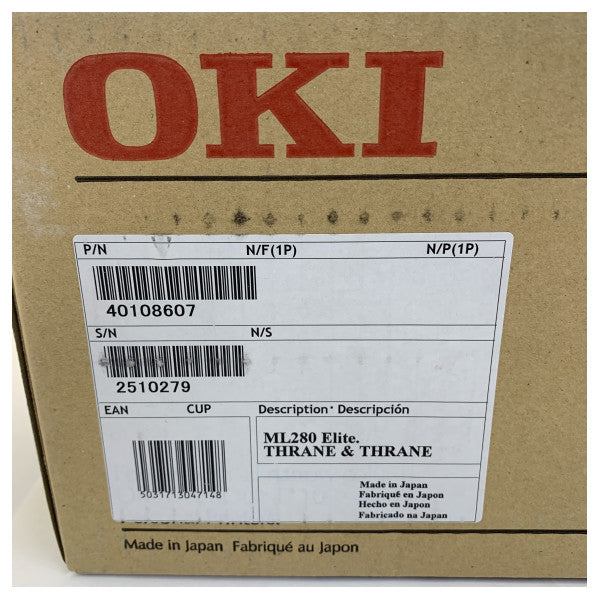 OKI
P/N N/F(1P) N/P(1P)
40108607
S/N N/S
2510279
EAN CUP Description· Descripción
ML280 Elite.
THRANE & THRANE
5031713047148
Made in Japan
Fabriqué en Japon
Hecho en Japon
Fabricado na Japan
Made in Japan Fabriqué au Japon